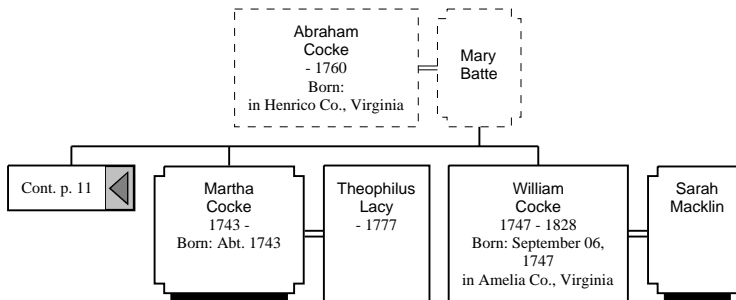 Abraham
Cocke
- 1760
Born:
in Henrico Co., Virginia
Mary
Batte
Cont. p. 11
Martha
Cocke
1743 -
Born: Abt. 1743
Theophilus
Lacy
- 1777
William
Cocke
1747 - 1828
Born: September 06,
1747
in Amelia Co., Virginia
Sarah
Macklin